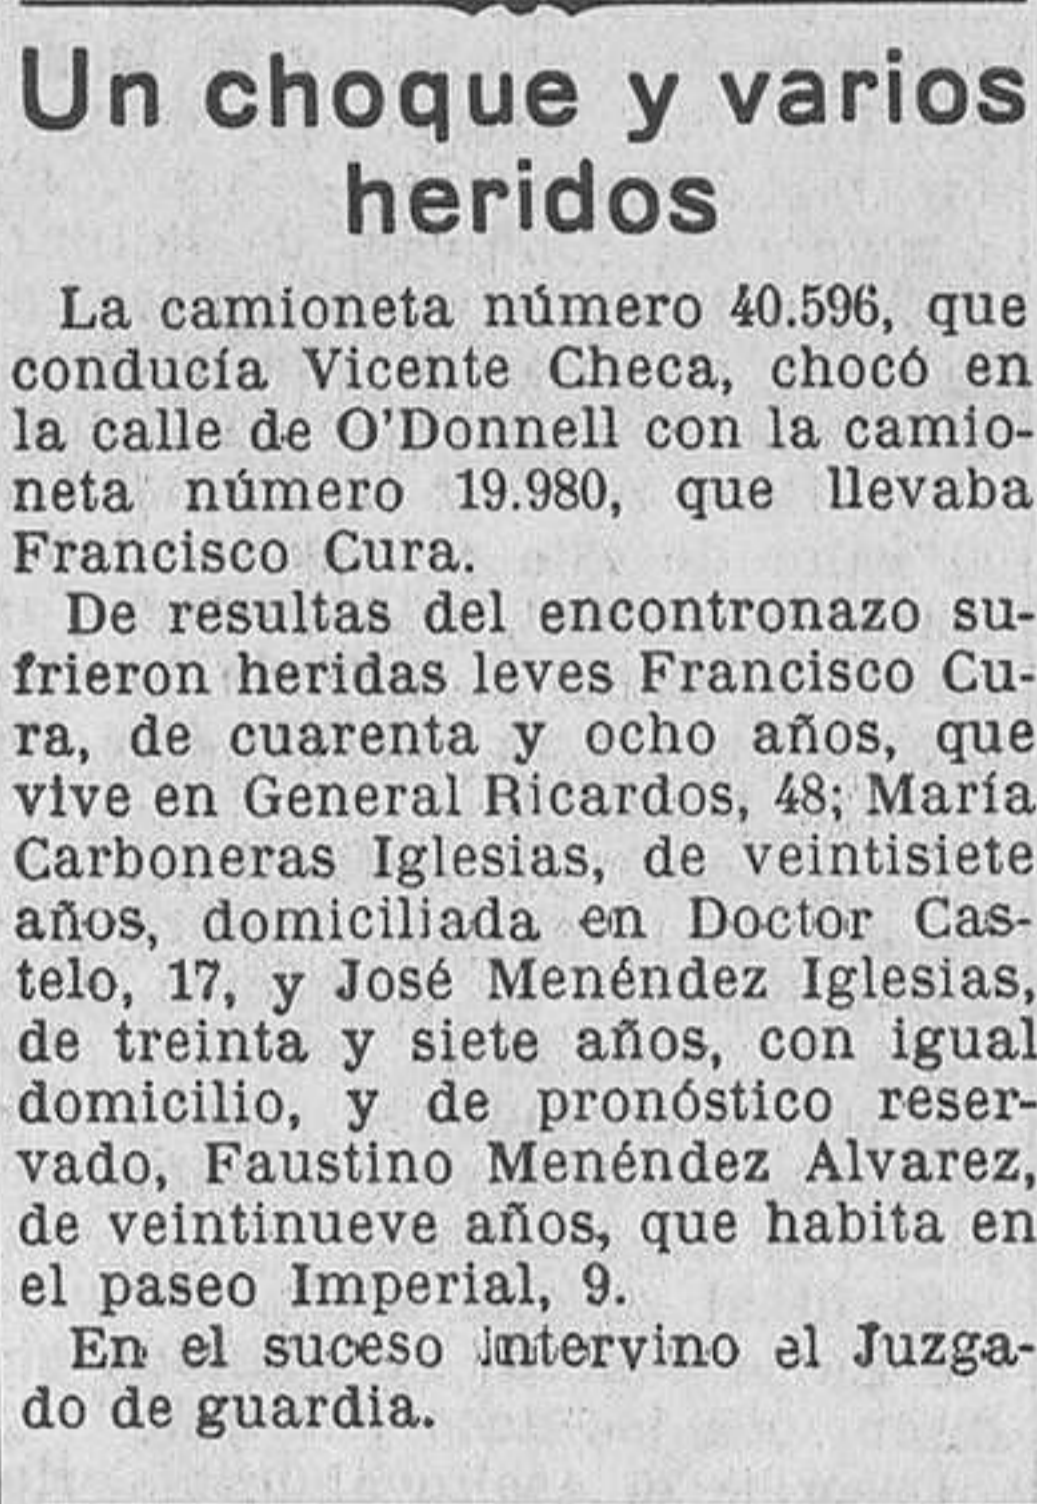 Un choque y varios
heridos
La camioneta número 40.596, que
conducía Vicente Checa, chocó en
la calle de O'Donnell con la camio-
neta número 19.980, que llevaba
Francisco Cura.
De resultas del encontronazo su-
frieron heridas leves Francisco Cu-
ra, de cuarenta y ocho años, que
vive en General Ricardos, 48; María
Carboneras Iglesias, de veintisiete
años, domiciliada en Doctor Cas-
telo, 17, y José Menéndez Iglesias,
de treinta y siete años, con igual
domicilio, y de pronóstico reser-
vado, Faustino Menéndez Alvarez,
de veintinueve años, que habita en
el paseo Imperial, 9.
En el suceso intervino el Juzga-
do de guardia.